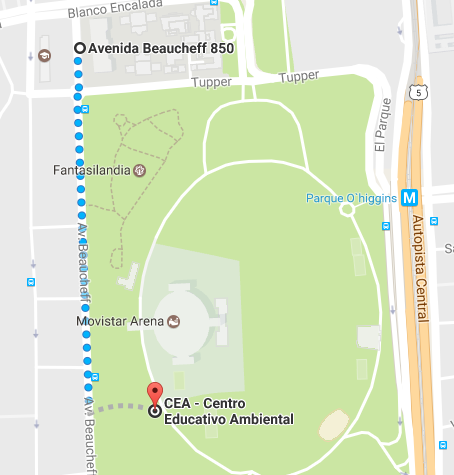 Blanco Encalada
Avenida Beaucheff 850
Tupper
Tupper
5
El Parque
Fantasilandia
Parque O'higgins
M
Av. Beaucheff
Autopista Central
Movistar Arena
CEA - Centro
Educativo Ambiental
Av. Beaucheff